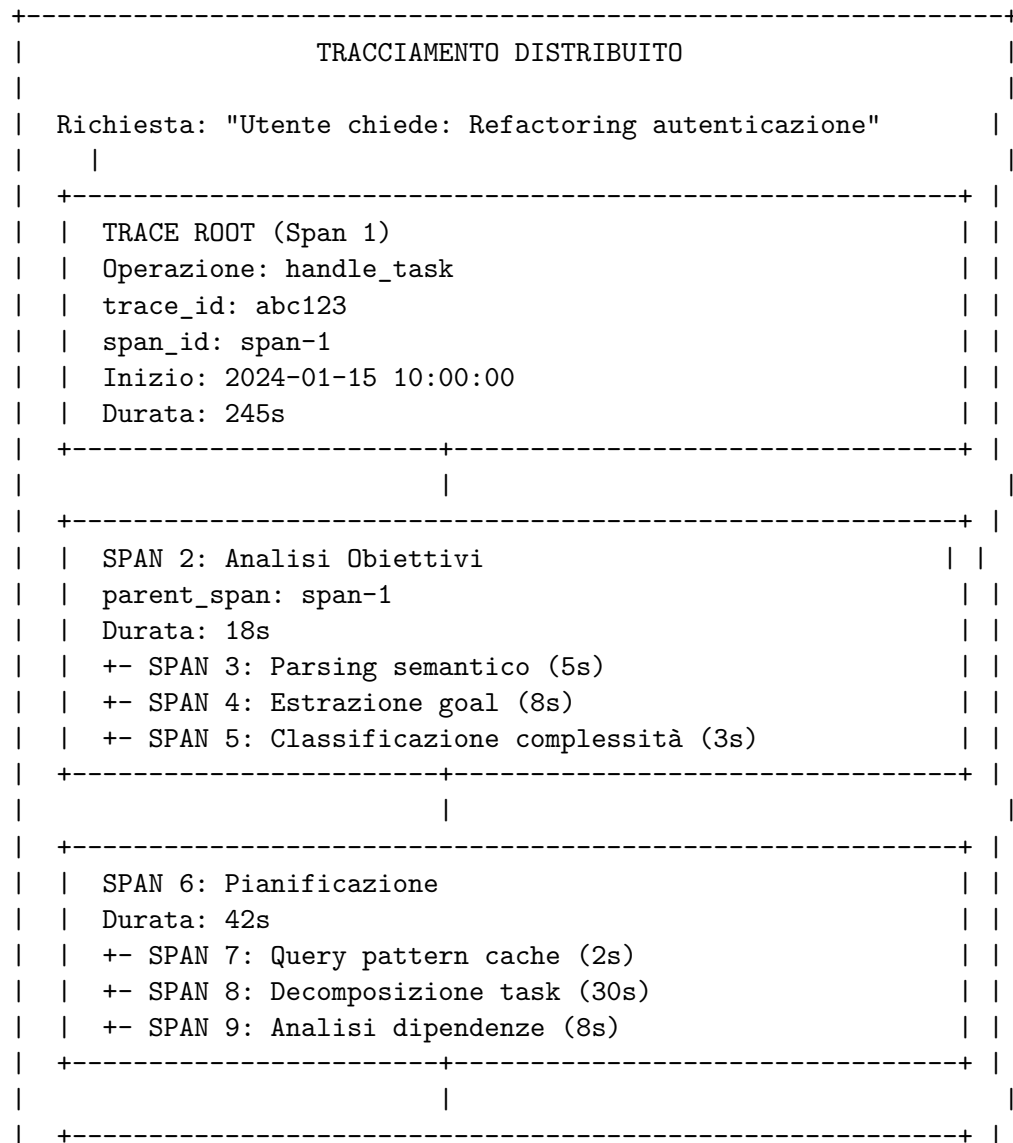 TRACCIAMENTO DISTRIBUITO
Richiesta: "Utente chiede: Refactoring autenticazione"
TRACE ROOT (Span 1)
Operazione: handle_task
trace_id: abc123
span_id: span-1
Inizio: 2024-01-15 10:00:00
Durata: 245s
SPAN 2: Analisi Obiettivi
parent_span: span-1
Durata: 18s
+- SPAN 3: Parsing semantico (5s)
+- SPAN 4: Estrazione goal (8s)
+- SPAN 5: Classificazione complessità (3s)
SPAN 6: Pianificazione
Durata: 42s
+- SPAN 7: Query pattern cache (2s)
+- SPAN 8: Decomposizione task (30s)
+- SPAN 9: Analisi dipendenze (8s)